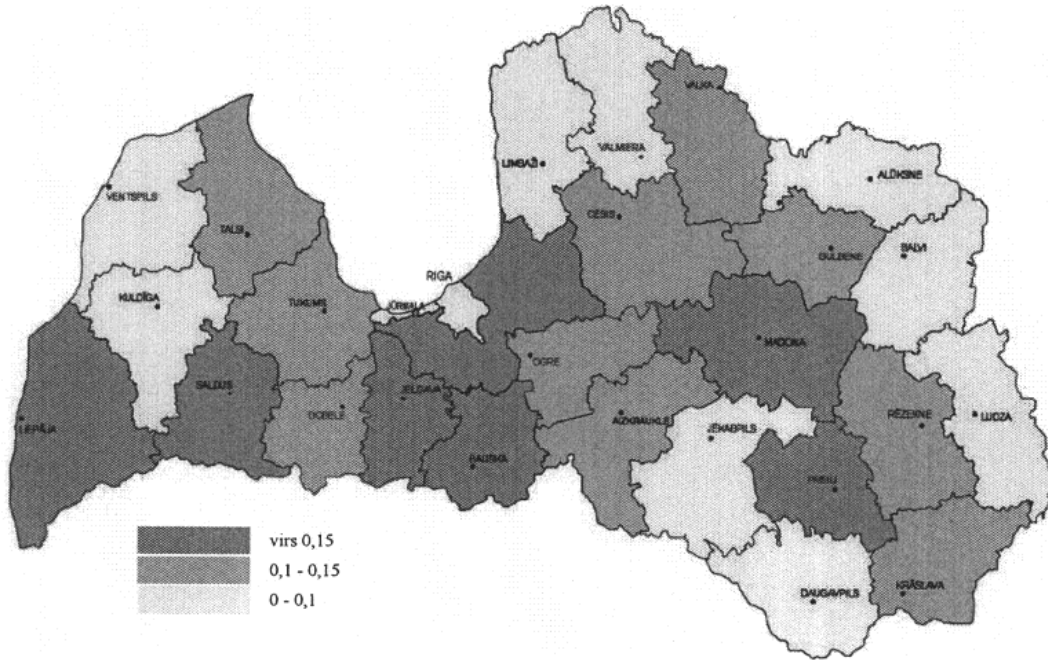 VALKA
VALMIERA
LIMBAŽI
ALŪKSNE
VENTSPILS
CĒSIS
TALSI
GULBENE
BALVI
RIGA
KULDĪGA
TUKUMS
JŪRMALA
MADONA
OGRE
SALDUS
JELGAVA
DOBELE
AIZKRAUKLE
LIEPĀJA
RĒZEKNE
LUDZA
JĒKABPILS
BAUSKA
PREIĻI
virs 0,15
0,1 - 0,15
0 - 0,1
DAUGAVPILS
KRĀSLAVA